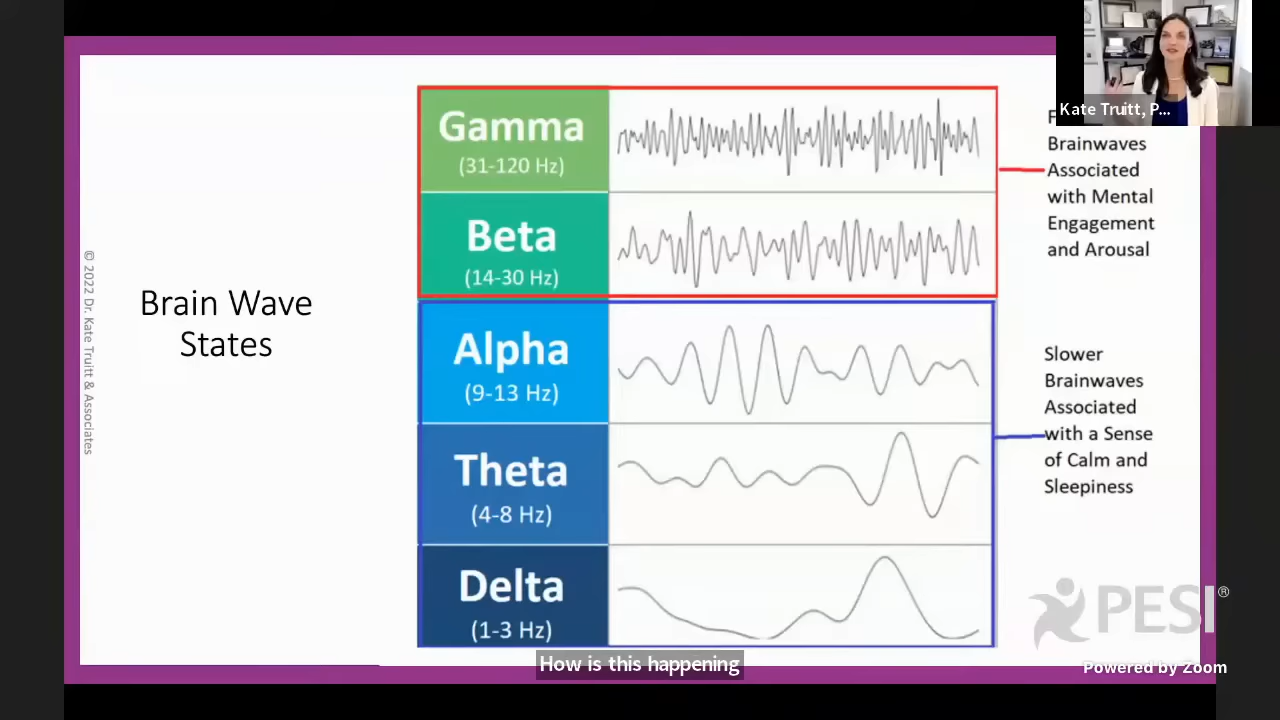 Kate Truitt, P...
Brain Wave
States
Gamma
(31-120 Hz)
Beta
(14-30 Hz)
Alpha
(9-13 Hz)
Theta
(4-8 Hz)
Delta
(1-3 Hz)
Brainwaves
Associated
with Mental
Engagement
and Arousal
Slower
Brainwaves
Associated
with a Sense
of Calm and
Sleepiness
© 2022 Dr. Kate Truitt & Associates
PESI®
How is this happening
Powered by Zoom